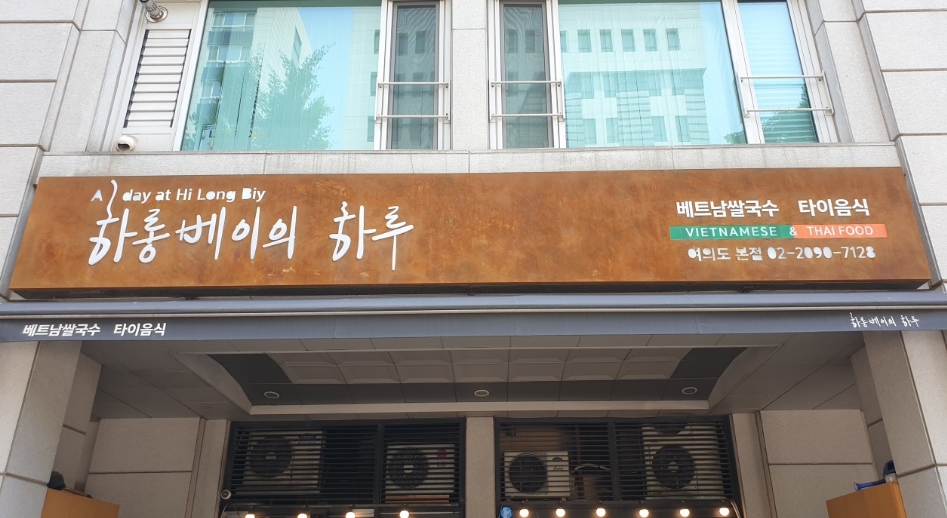 A day at Hi Long Biy
하롱베이의 하루
베트남쌀국수 타이음식
VIETNAMESE & THAI FOOD
여의도 본점 02-2090-7128
베트남쌀국수 타이음식
하롱베이의 하루